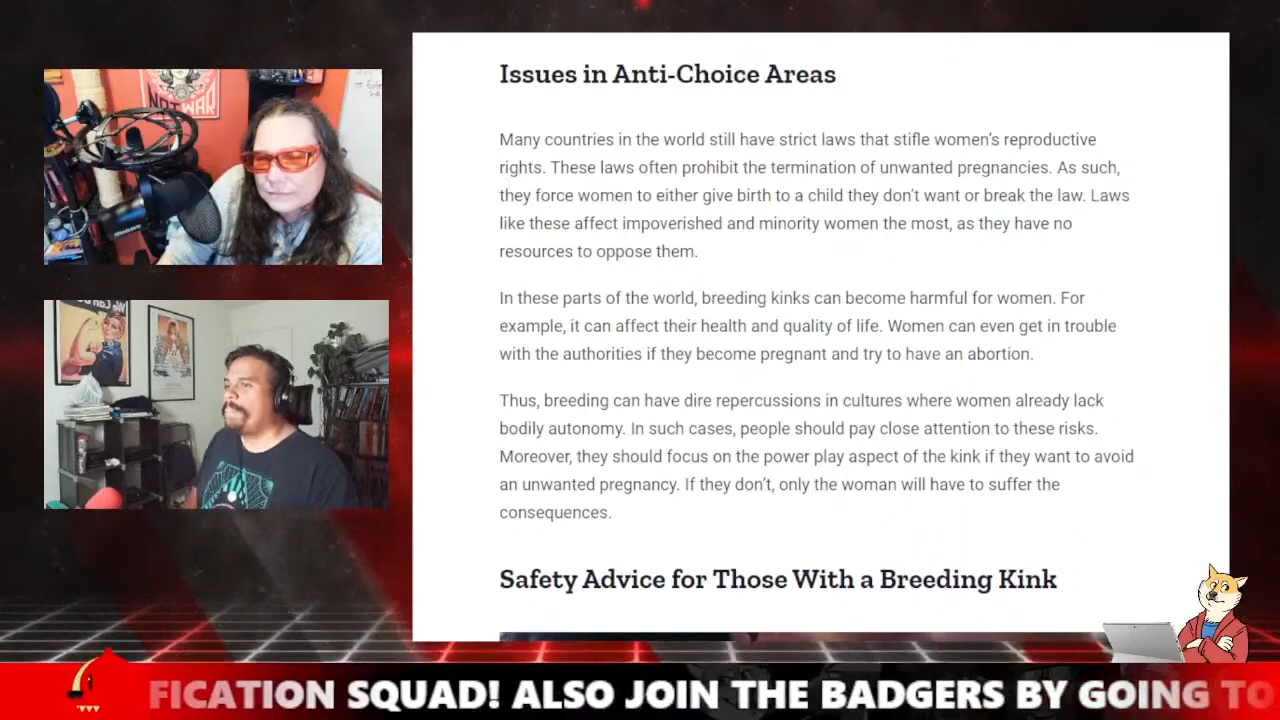 NOT WAR
Issues in Anti-Choice Areas
Many countries in the world still have strict laws that stifle women's reproductive
rights. These laws often prohibit the termination of unwanted pregnancies. As such,
they force women to either give birth to a child they don't want or break the law. Laws
like these affect impoverished and minority women the most, as they have no
resources to oppose them.
In these parts of the world, breeding kinks can become harmful for women. For
example, it can affect their health and quality of life. Women can even get in trouble
with the authorities if they become pregnant and try to have an abortion.
Thus, breeding can have dire repercussions in cultures where women already lack
bodily autonomy. In such cases, people should pay close attention to these risks.
Moreover, they should focus on the power play aspect of the kink if they want to avoid
an unwanted pregnancy. If they don't, only the woman will have to suffer the
consequences.
Safety Advice for Those With a Breeding Kink
FICATION SQUAD! ALSO JOIN THE BADGERS BY GOING TO